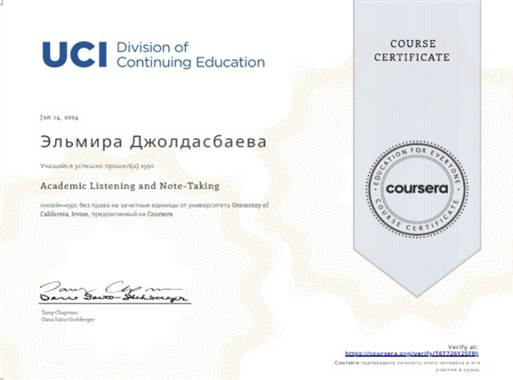 UCI Division of
Continuing Education
COURSE
CERTIFICATE
Jun 14, 2024
Эльмира Джолдасбаева
Учащийся успешно прошел(а) курс
Academic Listening and Note-Taking
онлайн-курс без права на зачетные единицы от университета University of
California, Irvine, предлагаемый на Coursera
EDUCATION FOR EVERYONE
coursera
COURSE CERTIFICATE
Tamy Chapman
Dana Saito-Stehberger
Verify at:
https://coursera.org/verify/
Coursera подтвердила личность этого человека и его
участие в курсе.